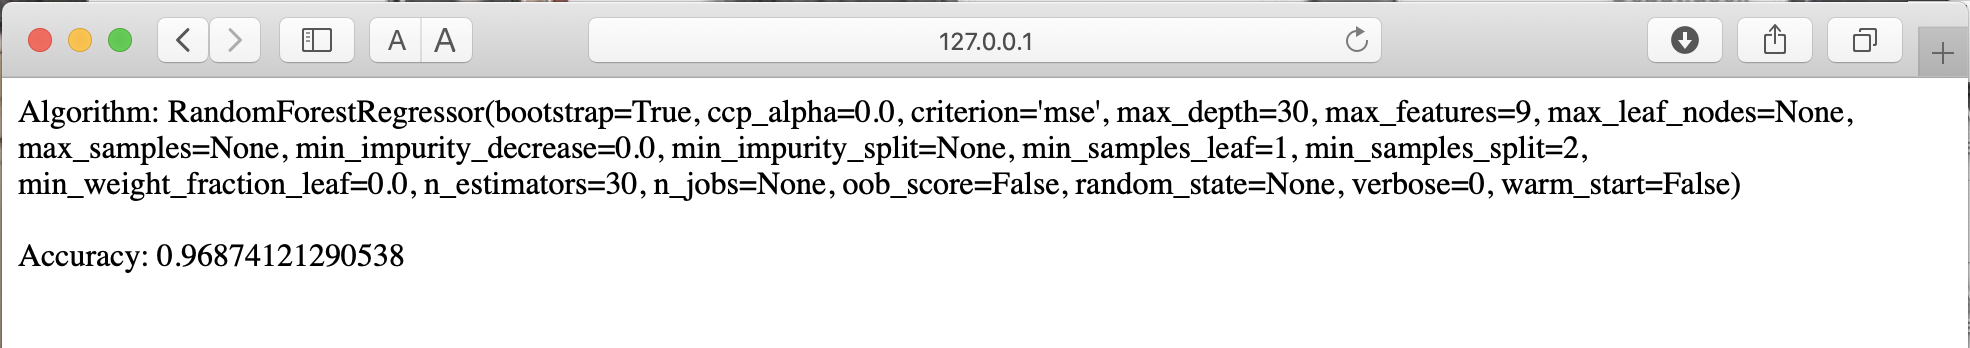 A A
127.0.0.1
Algorithm: RandomForestRegressor(bootstrap=True, ccp_alpha=0.0, criterion='mse', max_depth=30, max_features=9, max_leaf_nodes=None,
max_samples=None, min_impurity_decrease=0.0, min_impurity_split=None, min_samples_leaf=1, min_samples_split=2,
min_weight_fraction_leaf=0.0, n_estimators=30, n_jobs=None, oob_score=False, random_state=None, verbose=0, warm_start=False)
Accuracy: 0.96874121290538